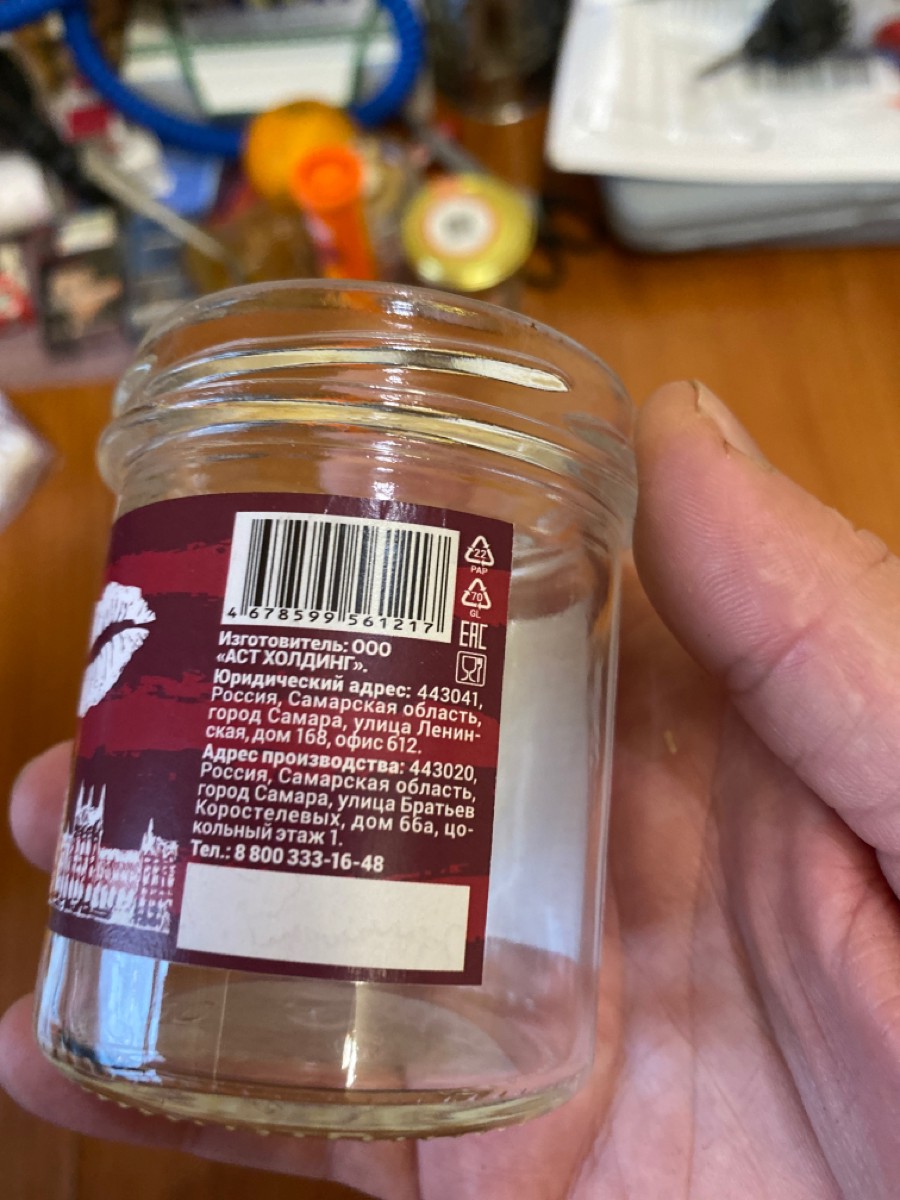 4 678599 561217
22
PAP
70
GL
EAC
Изготовитель: ООО
«АСТ ХОЛДИНГ».
Юридический адрес: 443041,
Россия, Самарская область,
город Самара, улица Ленин-
ская, дом 168, офис 612.
Адрес производства: 443020,
Россия, Самарская область,
город Самара, улица Братьев
Коростелевых, дом 66а, цо-
кольный этаж 1.
Тел.: 8 800 333-16-48